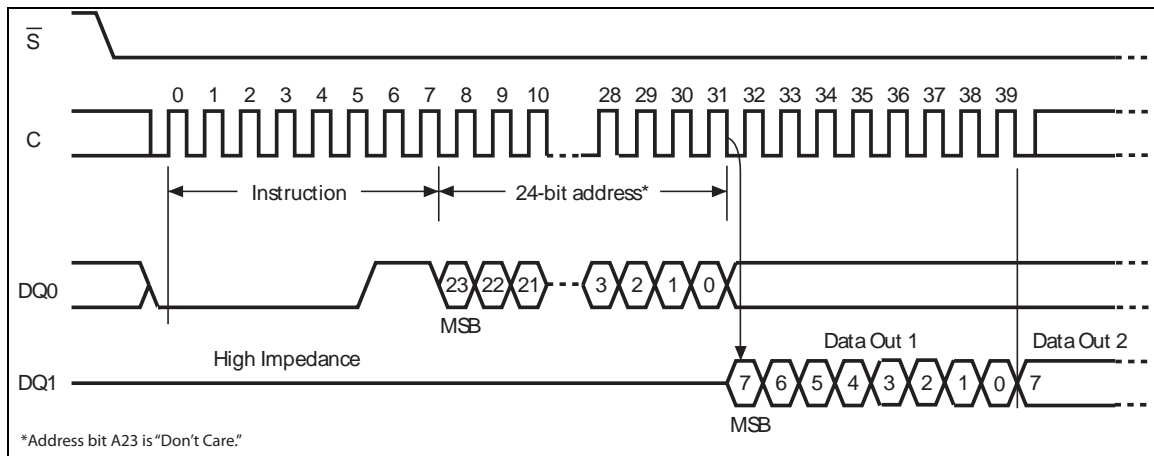 S
0 1 2 3 4 5 6 7 8 9 10 28 29 30 31 32 33 34 35 36 37 38 39
C
Instruction 24-bit address*
DQ0 23 22 21 3 2 1 0
MSB
High Impedance Data Out 1 Data Out 2
DQ1 7 6 5 4 3 2 1 0 7
MSB
*Address bit A23 is “Don’t Care.”